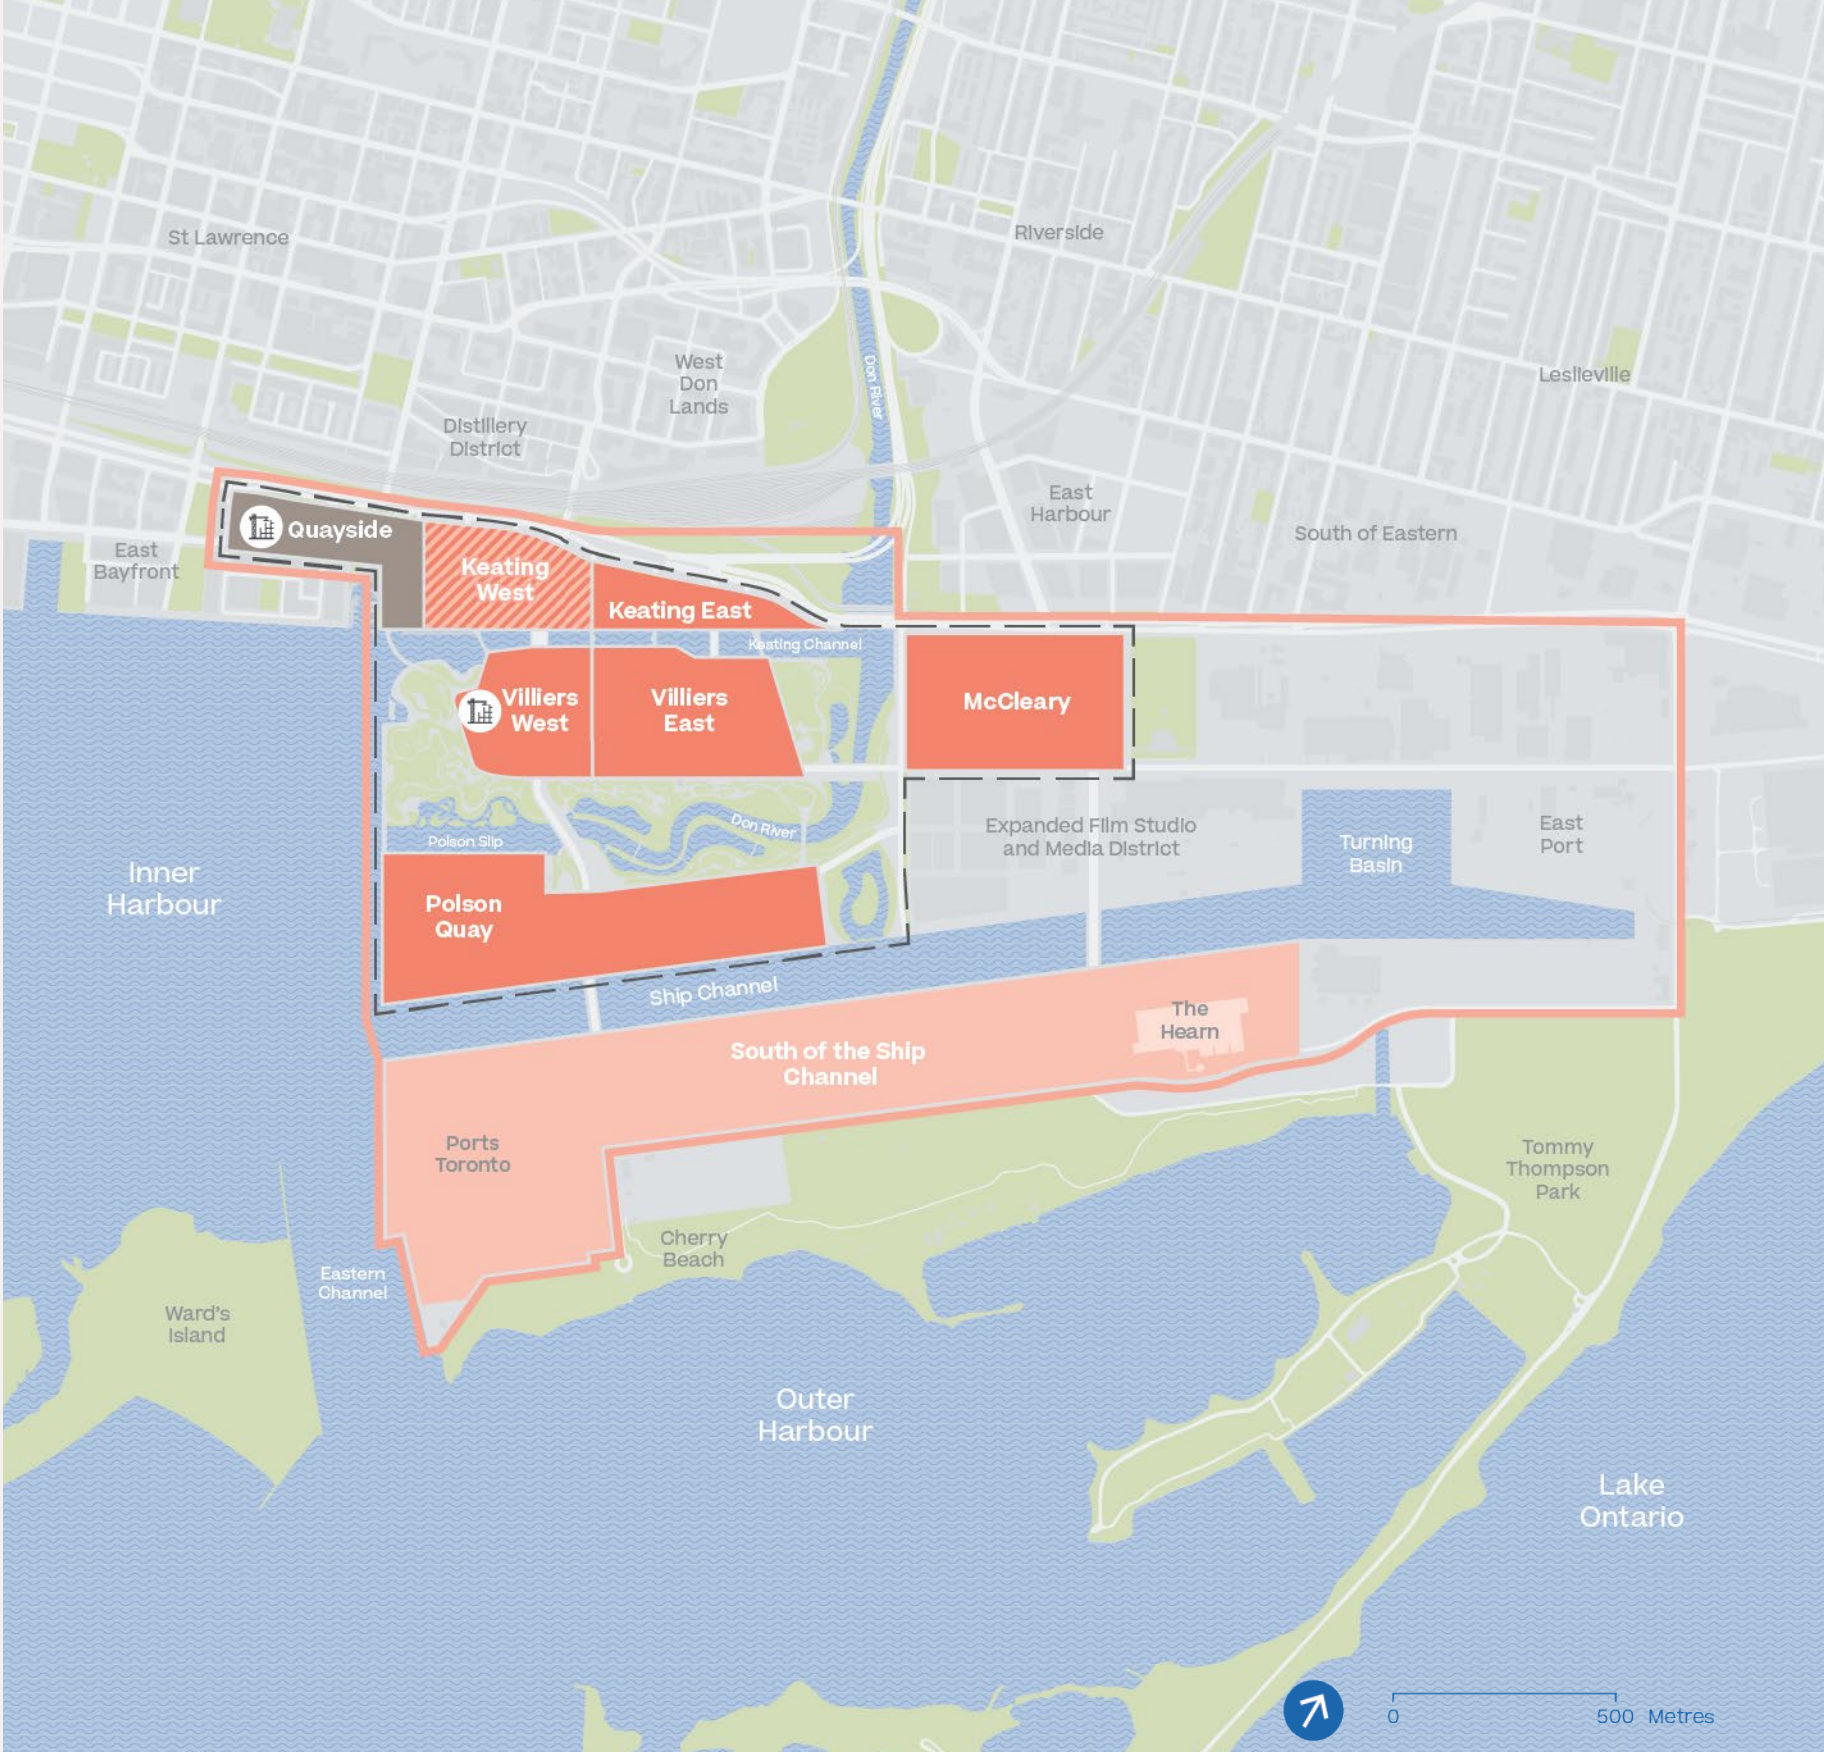 St Lawrence
Riverside
West
Don
Lands
Don River
Leslieville
Distillery
District
East
Harbour
South of Eastern
Quayside
East
Bayfront
Keating
West
Keating East
Keating Channel
Villiers
West
Villiers
East
McCleary
Don River
Polson Slip
Expanded Film Studio
and Media District
Turning
Basin
East
Port
Inner
Harbour
Polson
Quay
Ship Channel
The
Hearn
South of the Ship
Channel
Ports
Toronto
Tommy
Thompson
Park
Cherry
Beach
Eastern
Channel
Ward's
Island
Outer
Harbour
Lake
Ontario
0 500 Metres